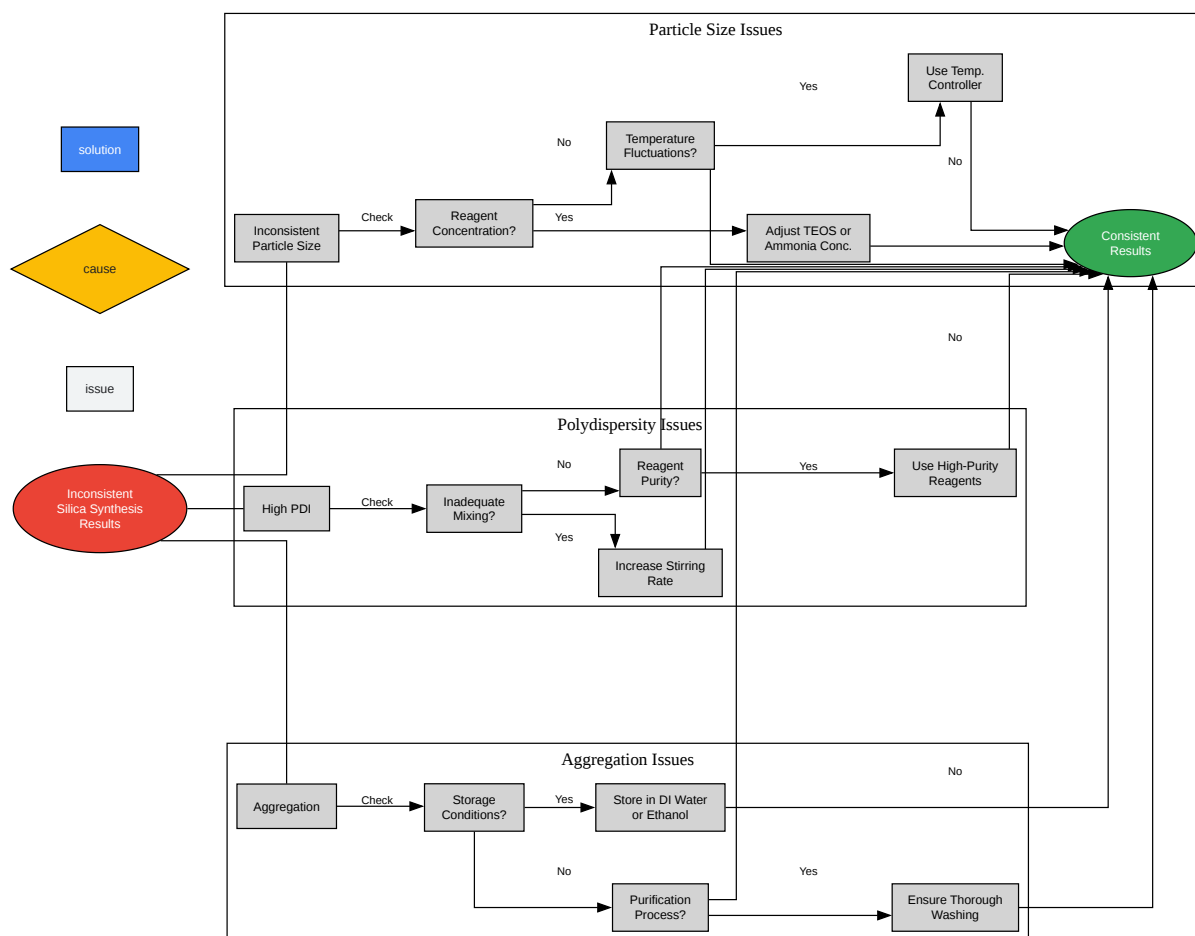 Particle Size Issues
Use Temp.
Controller
Yes
solution
Temperature
Fluctuations?
No
No
Inconsistent
Particle Size
Check
Reagent
Concentration?
Yes
Adjust TEOS or
Ammonia Conc.
Consistent
Results
cause
No
issue
Polydispersity Issues
Inconsistent
Silica Synthesis
Results
High PDI
Check
Inadequate
Mixing?
No
Reagent
Purity?
Yes
Use High-Purity
Reagents
Yes
Increase Stirring
Rate
Aggregation Issues
No
Aggregation
Check
Storage
Conditions?
Yes
Store in DI Water
or Ethanol
No
Purification
Process?
Yes
Ensure Thorough
Washing